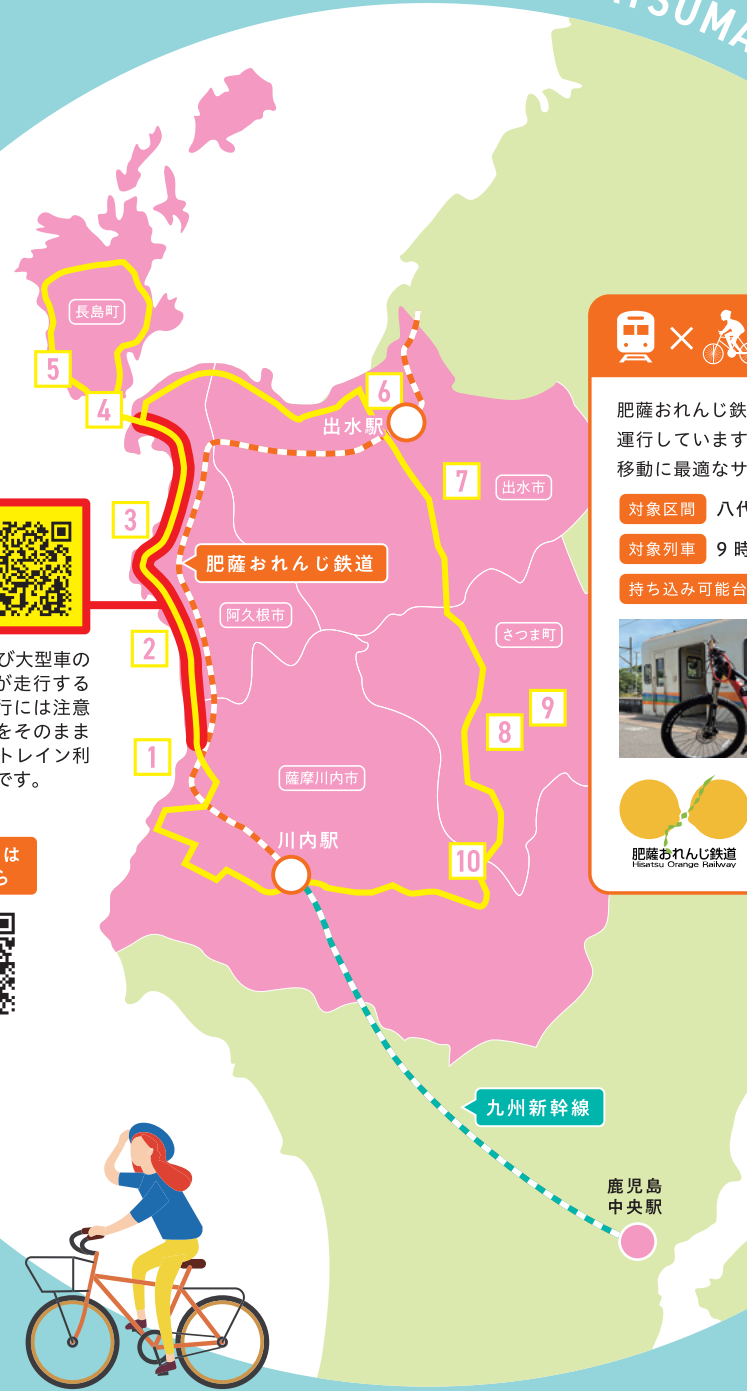 ATSUMA
長島町
5
4
6
出水駅
7
出水市
3
肥薩おれんじ鉄道
阿久根市
さつま町
2
9
8
1
薩摩川内市
川内駅
10
九州新幹線
鹿児島
中央駅
び大型車の
が走行する
行には注意
をそのまま
トレイン利
です。
は
ら
×
肥薩おれんじ鉄
運行しています
移動に最適なサ
対象区間 八代
対象列車 9 時
持ち込み可能台
肥薩おれんじ鉄道
Hisatsu Orange Railway